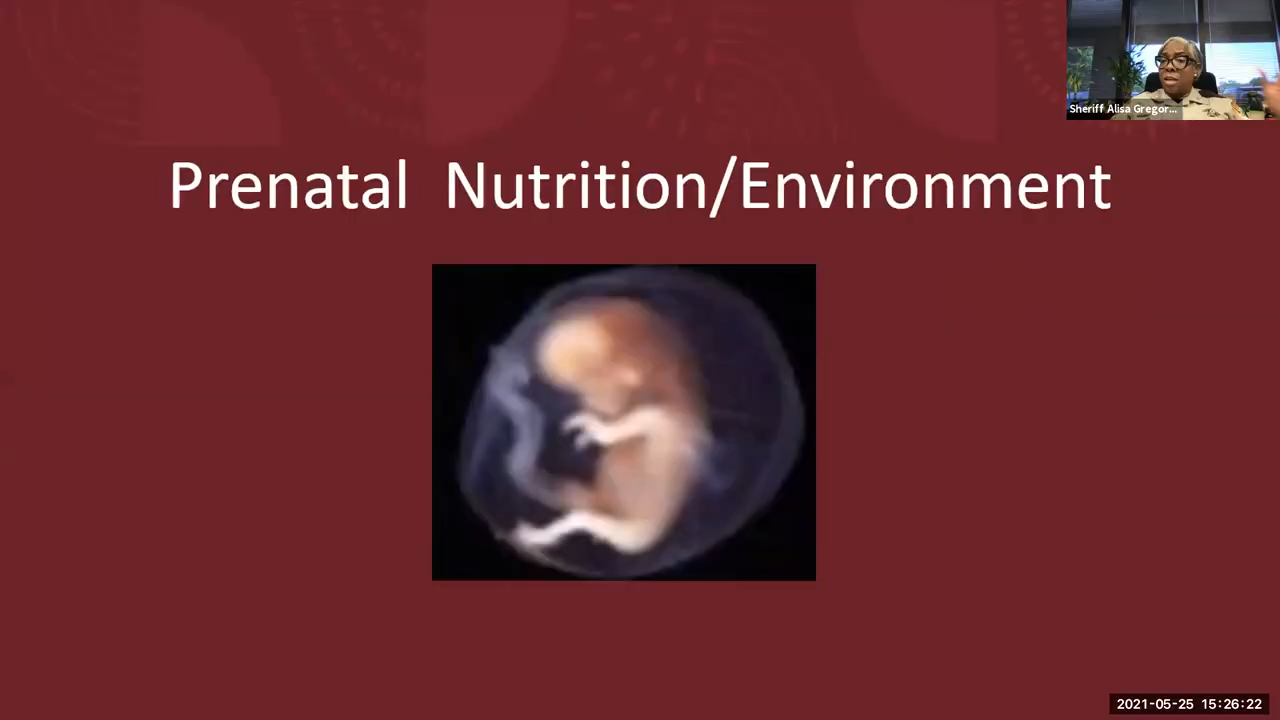 Sheriff Alisa Gregor...
Prenatal Nutrition/Environment
2021-05-25 15:26:22